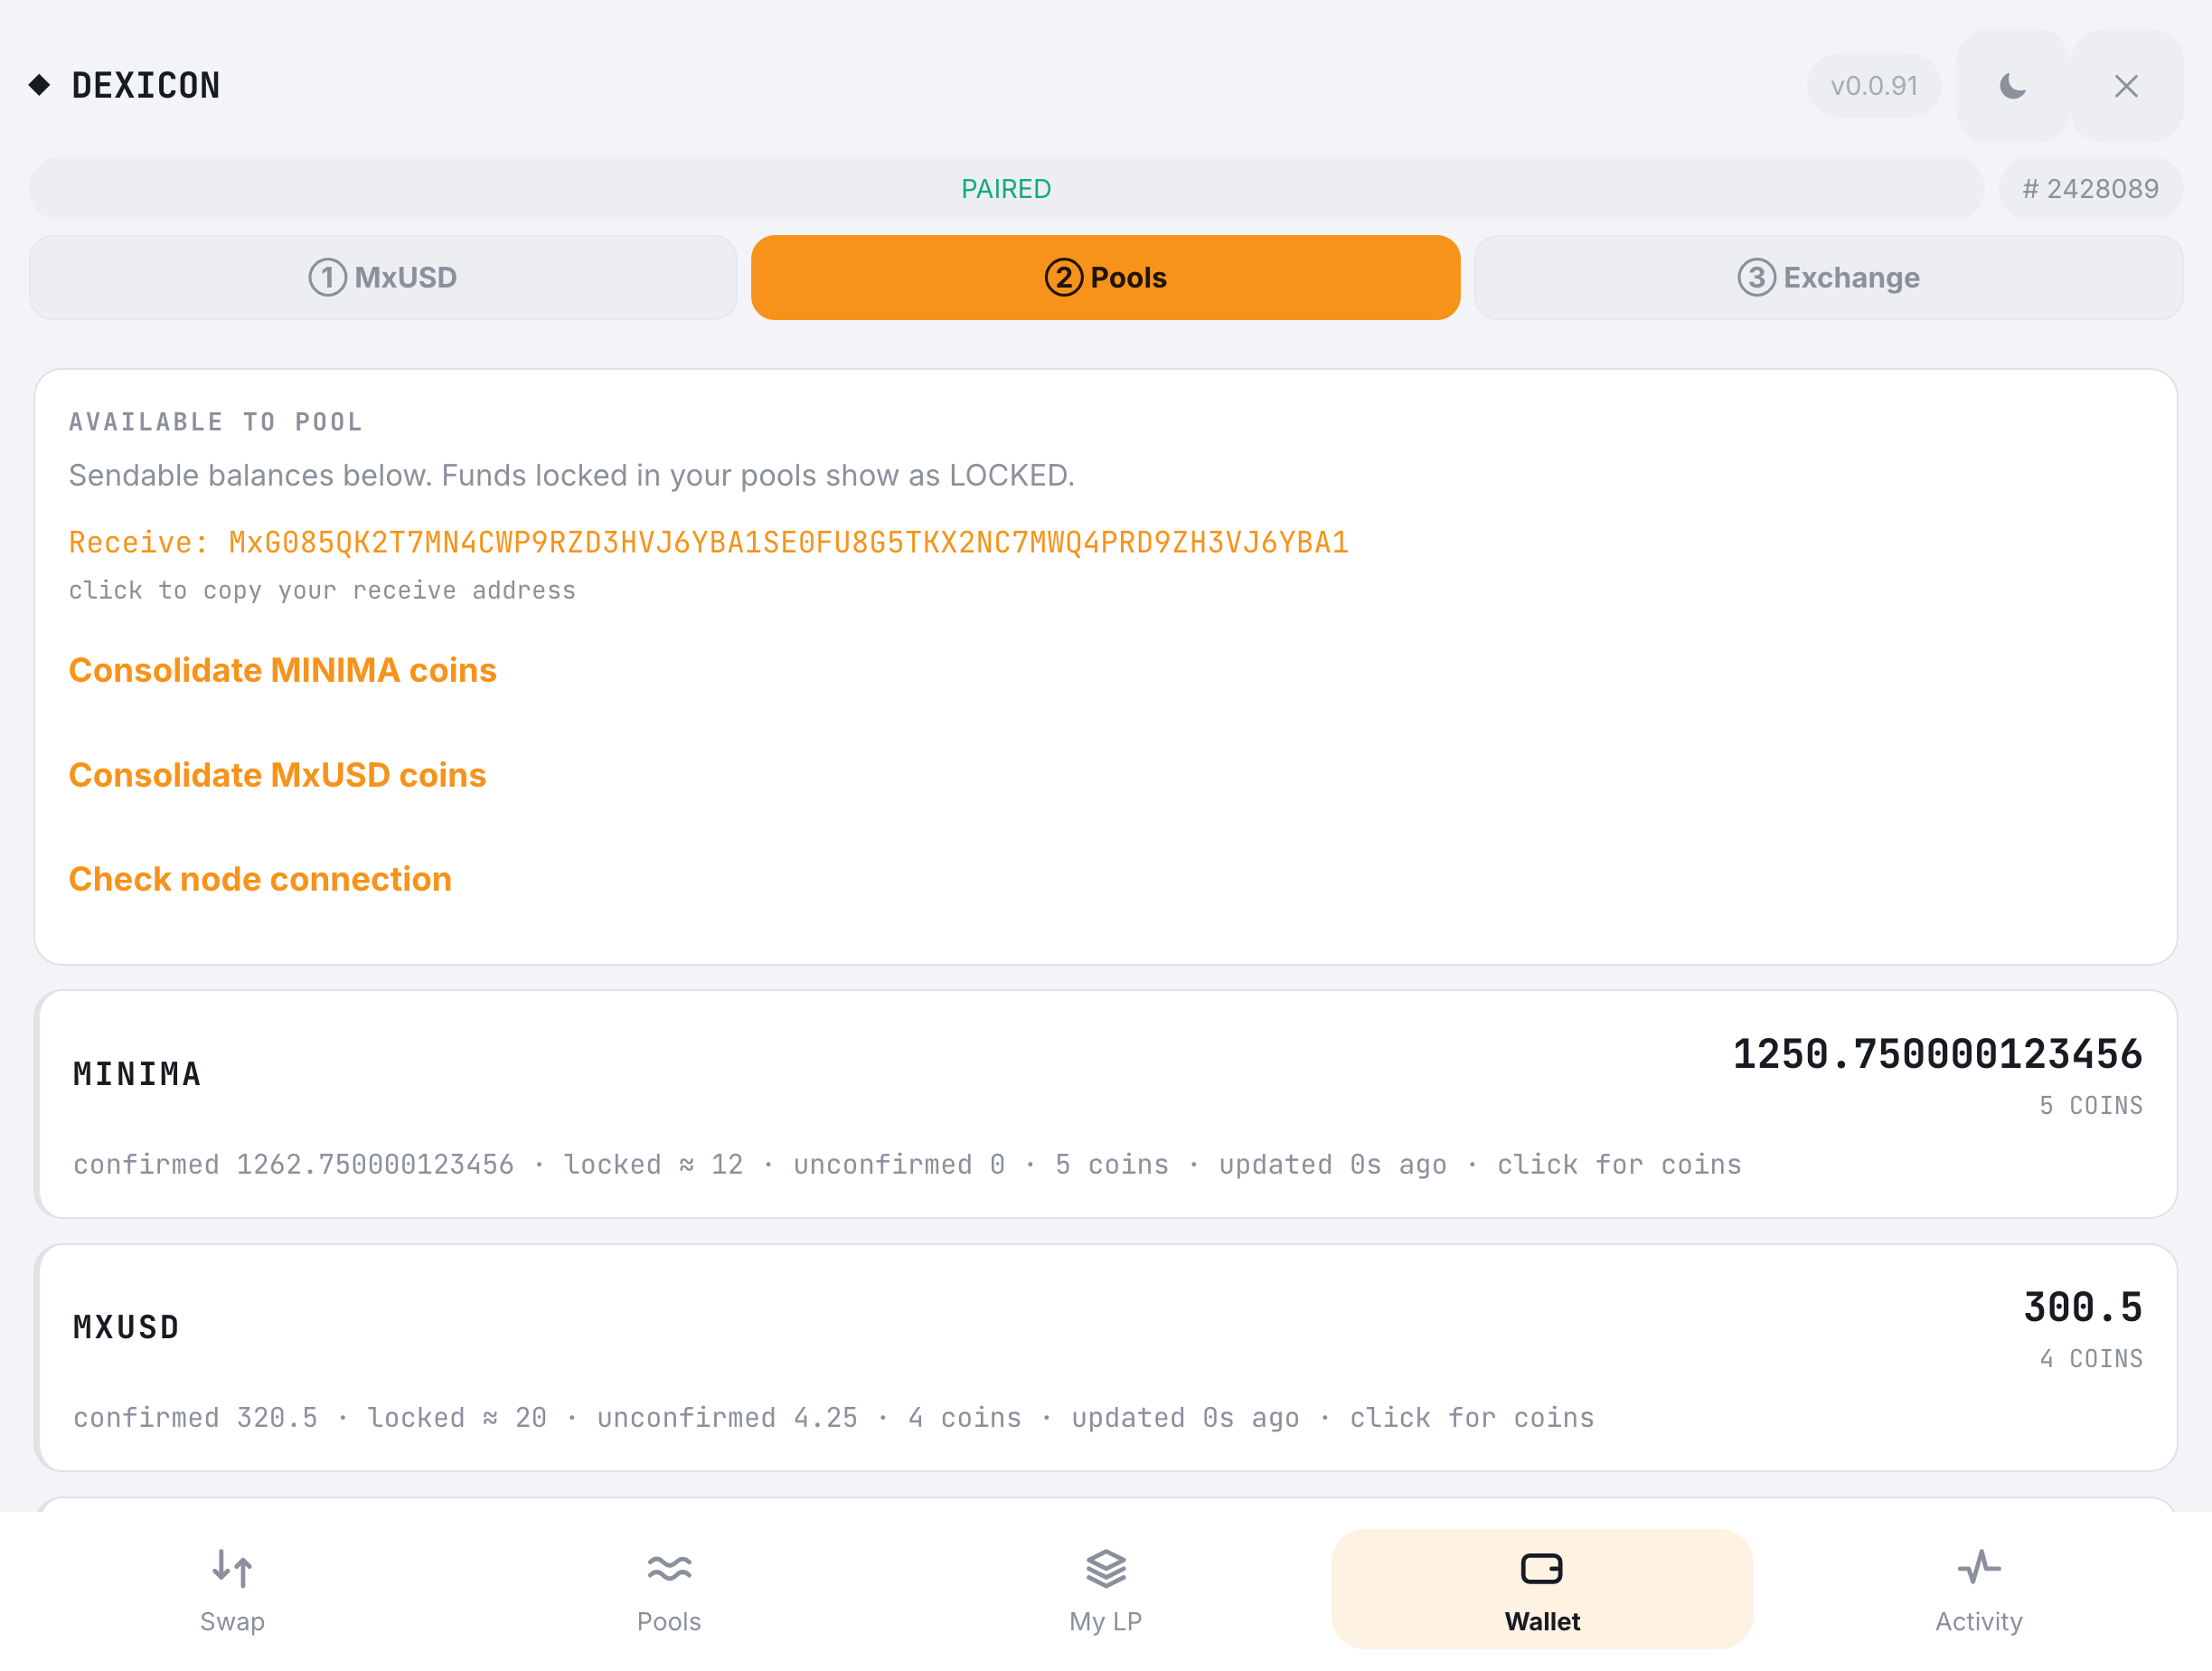 ◆ DEXICON
v0.0.91
PAIRED
# 2428089
① MxUSD
② Pools
③ Exchange
AVAILABLE TO POOL
Sendable balances below. Funds locked in your pools show as LOCKED.
Receive: MxG085QK2T7MN4CWP9RZD3HVJ6YBA1SE0FU8G5TKX2NC7MWQ4PRD9ZH3VJ6YBA1
click to copy your receive address
Consolidate MINIMA coins
Consolidate MxUSD coins
Check node connection
MINIMA
1250.750000123456
5 COINS
confirmed 1262.750000123456 · locked ≈ 12 · unconfirmed 0 · 5 coins · updated 0s ago · click for coins
MXUSD
300.5
4 COINS
confirmed 320.5 · locked ≈ 20 · unconfirmed 4.25 · 4 coins · updated 0s ago · click for coins
Swap
Pools
My LP
Wallet
Activity